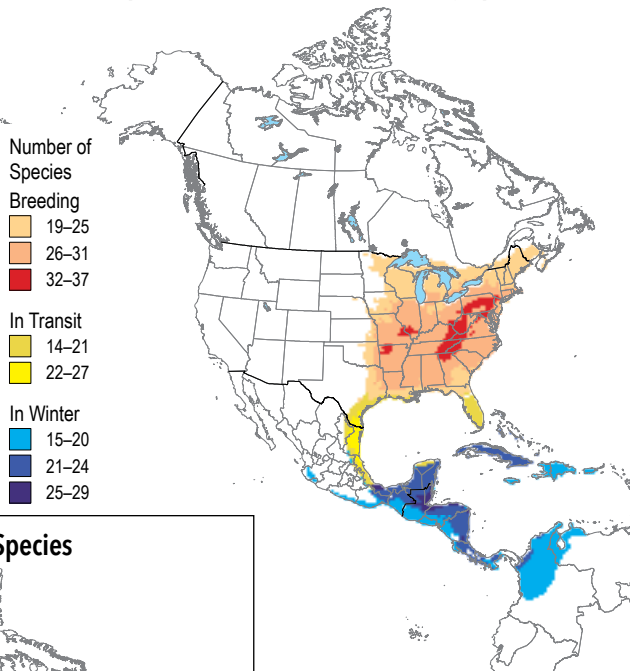 Number of
Species
Breeding
19–25
26–31
32–37
In Transit
14–21
22–27
In Winter
15–20
21–24
25–29
Species